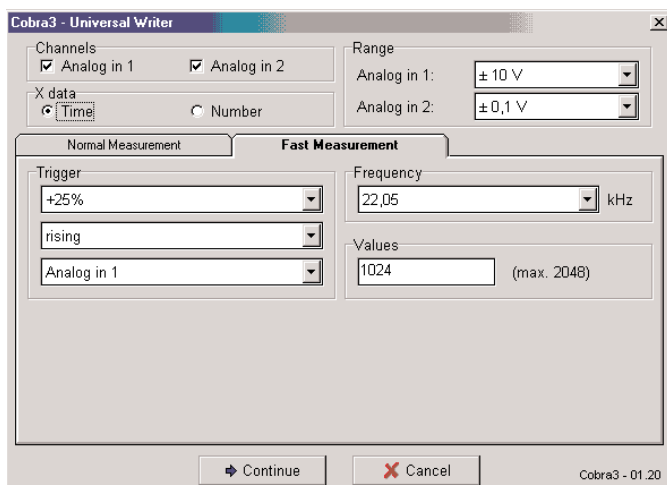 Cobra3 - Universal Writer
Channels
Analog in 1 Analog in 2
X data
Time Number
Range
Analog in 1: ± 10 V
Analog in 2: ± 0,1 V
Normal Measurement Fast Measurement
Trigger
+25%
rising
Analog in 1
Frequency
22,05 kHz
Values
1024 (max. 2048)
Continue Cancel
Cobra3 - 01.20